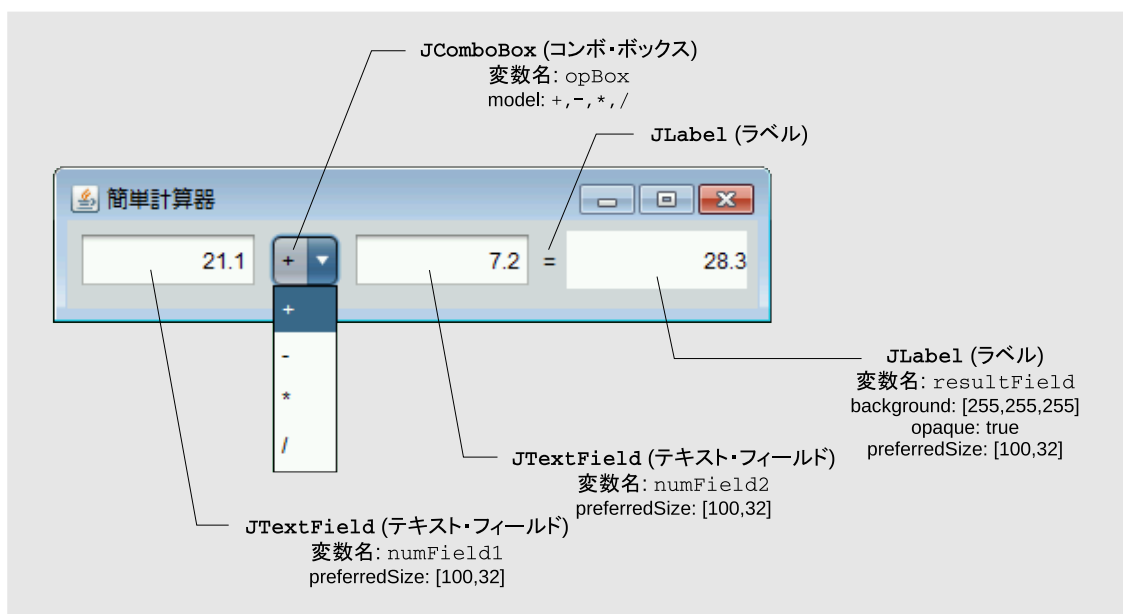 JComboBox (コンボ・ボックス)
変数名: opBox
model: +,-,*,/
JLabel (ラベル)
簡単計算器
21.1
+
7.2
=
28.3
+
-
*
/
JLabel (ラベル)
変数名: resultField
background: [255,255,255]
opaque: true
preferredSize: [100,32]
JTextField (テキスト・フィールド)
変数名: numField2
preferredSize: [100,32]
JTextField (テキスト・フィールド)
変数名: numField1
preferredSize: [100,32]